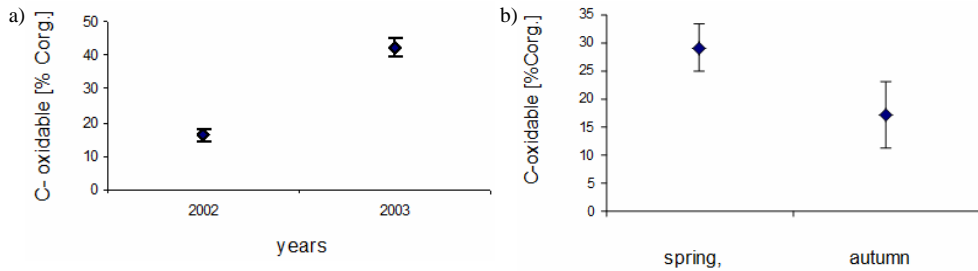 a)
C- oxidable [% Corg.]
50
40
30
20
10
0
2002 2003
years
b)
C-oxidable [%Corg.]
35
30
25
20
15
10
5
0
spring, autumn